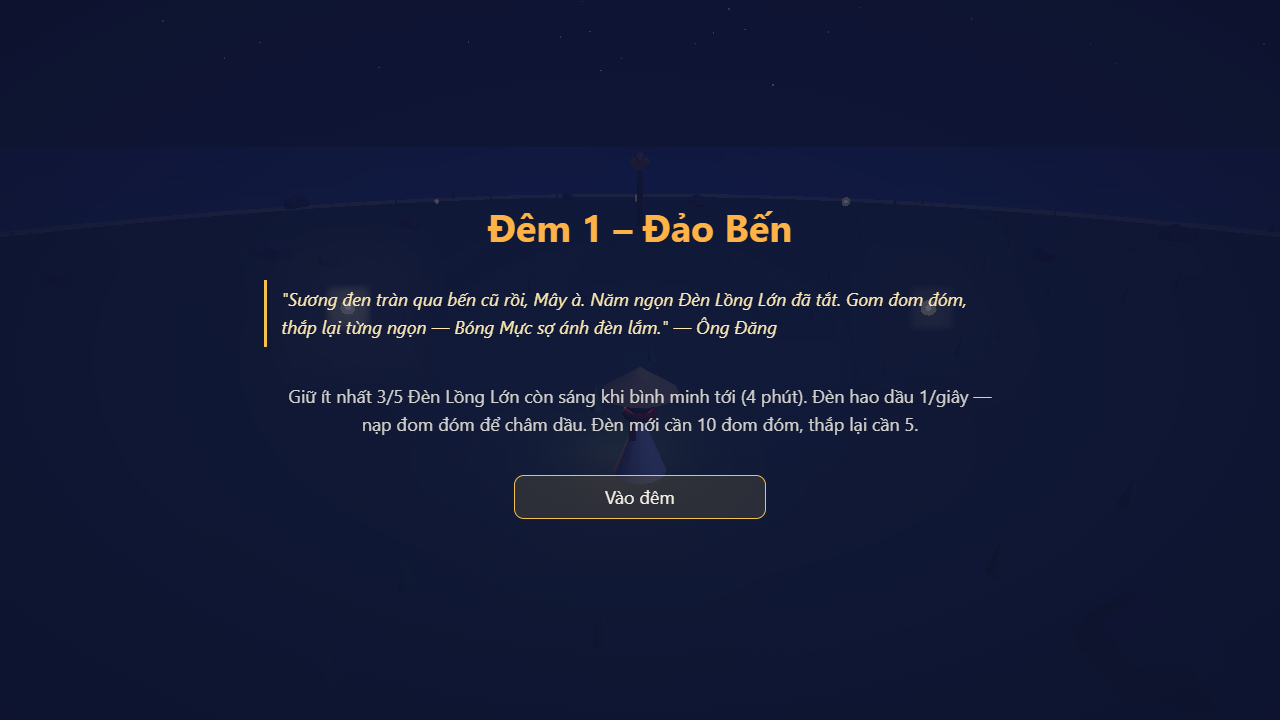 Đêm 1 – Đảo Bến
"Sương đen tràn qua bến cũ rồi, Mây à. Năm ngọn Đèn Lồng Lớn đã tắt. Gom đom đóm,
thắp lại từng ngọn — Bóng Mực sợ ánh đèn lắm." — Ông Đăng
Giữ ít nhất 3/5 Đèn Lồng Lớn còn sáng khi bình minh tới (4 phút). Đèn hao dầu 1/giây —
nạp đom đóm để châm dầu. Đèn mới cần 10 đom đóm, thắp lại cần 5.
Vào đêm